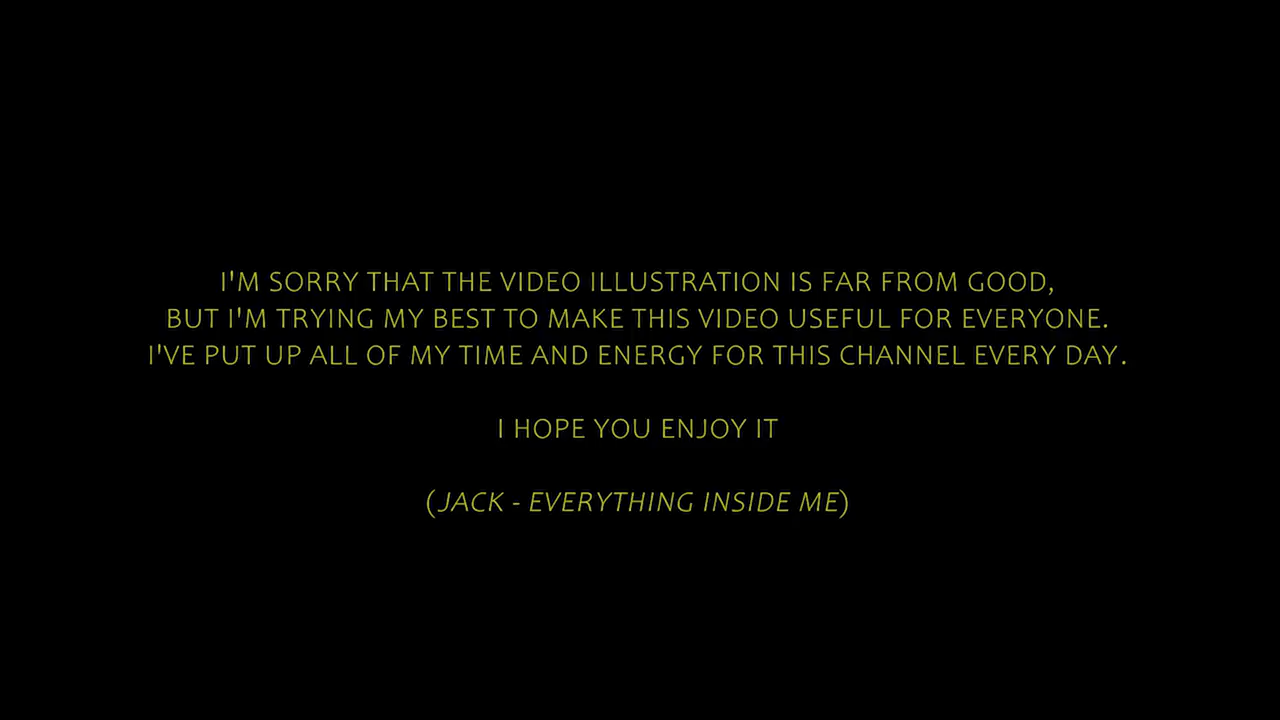 I'M SORRY THAT THE VIDEO ILLUSTRATION IS FAR FROM GOOD,
BUT I'M TRYING MY BEST TO MAKE THIS VIDEO USEFUL FOR EVERYONE.
I'VE PUT UP ALL OF MY TIME AND ENERGY FOR THIS CHANNEL EVERY DAY.
I HOPE YOU ENJOY IT
(JACK - EVERYTHING INSIDE ME)